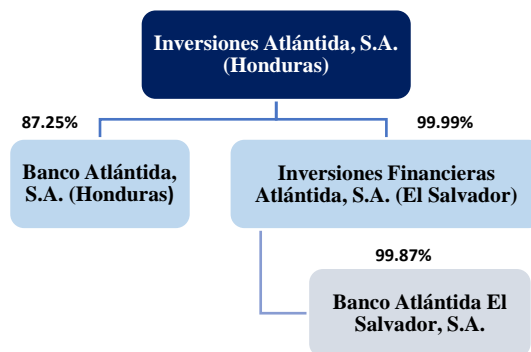 Inversiones Atlántida, S.A.
(Honduras)
87.25%
99.99%
Banco Atlántida,
S.A. (Honduras)
Inversiones Financieras
Atlántida, S.A. (El Salvador)
99.87%
Banco Atlántida El
Salvador, S.A.